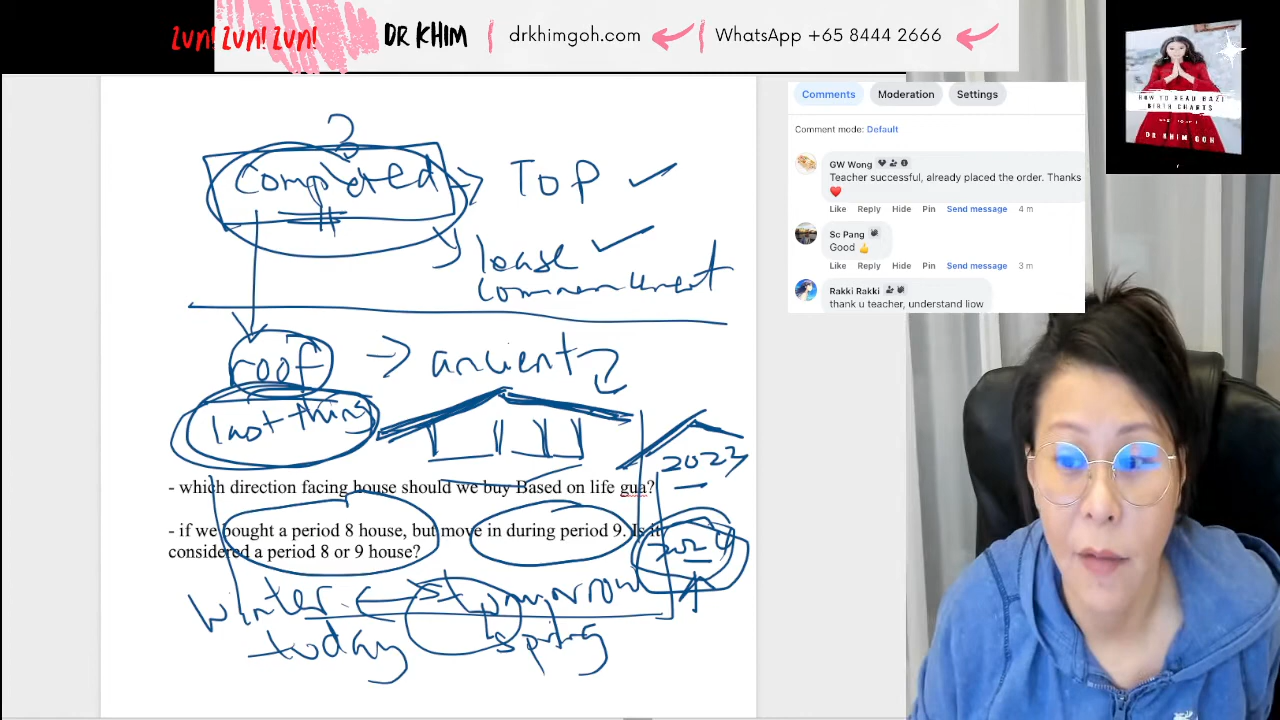 zun! zun! zun!
DR KHIM
drkhimgoh.com
WhatsApp +65 8444 2666
HOW TO READ BAZI
BIRTH CHARTS
DR KHIM GOH
Comments
Moderation
Settings
Comment mode: Default
GW Wong
Teacher successful, already placed the order. Thanks
❤️
Like Reply Hide Pin Send message 4 m
Sc Pang
Good 👍
Like Reply Hide Pin Send message 3 m
Rakki Rakki
thank u teacher, understand liow
?
completed → TOP ✓
lease ✓
commencement
roof → ancient
last thing
2023
- which direction facing house should we buy Based on life gua?
- if we bought a period 8 house, but move in during period 9. Is it
considered a period 8 or 9 house?
2024
winter ← tomorrow
today spring